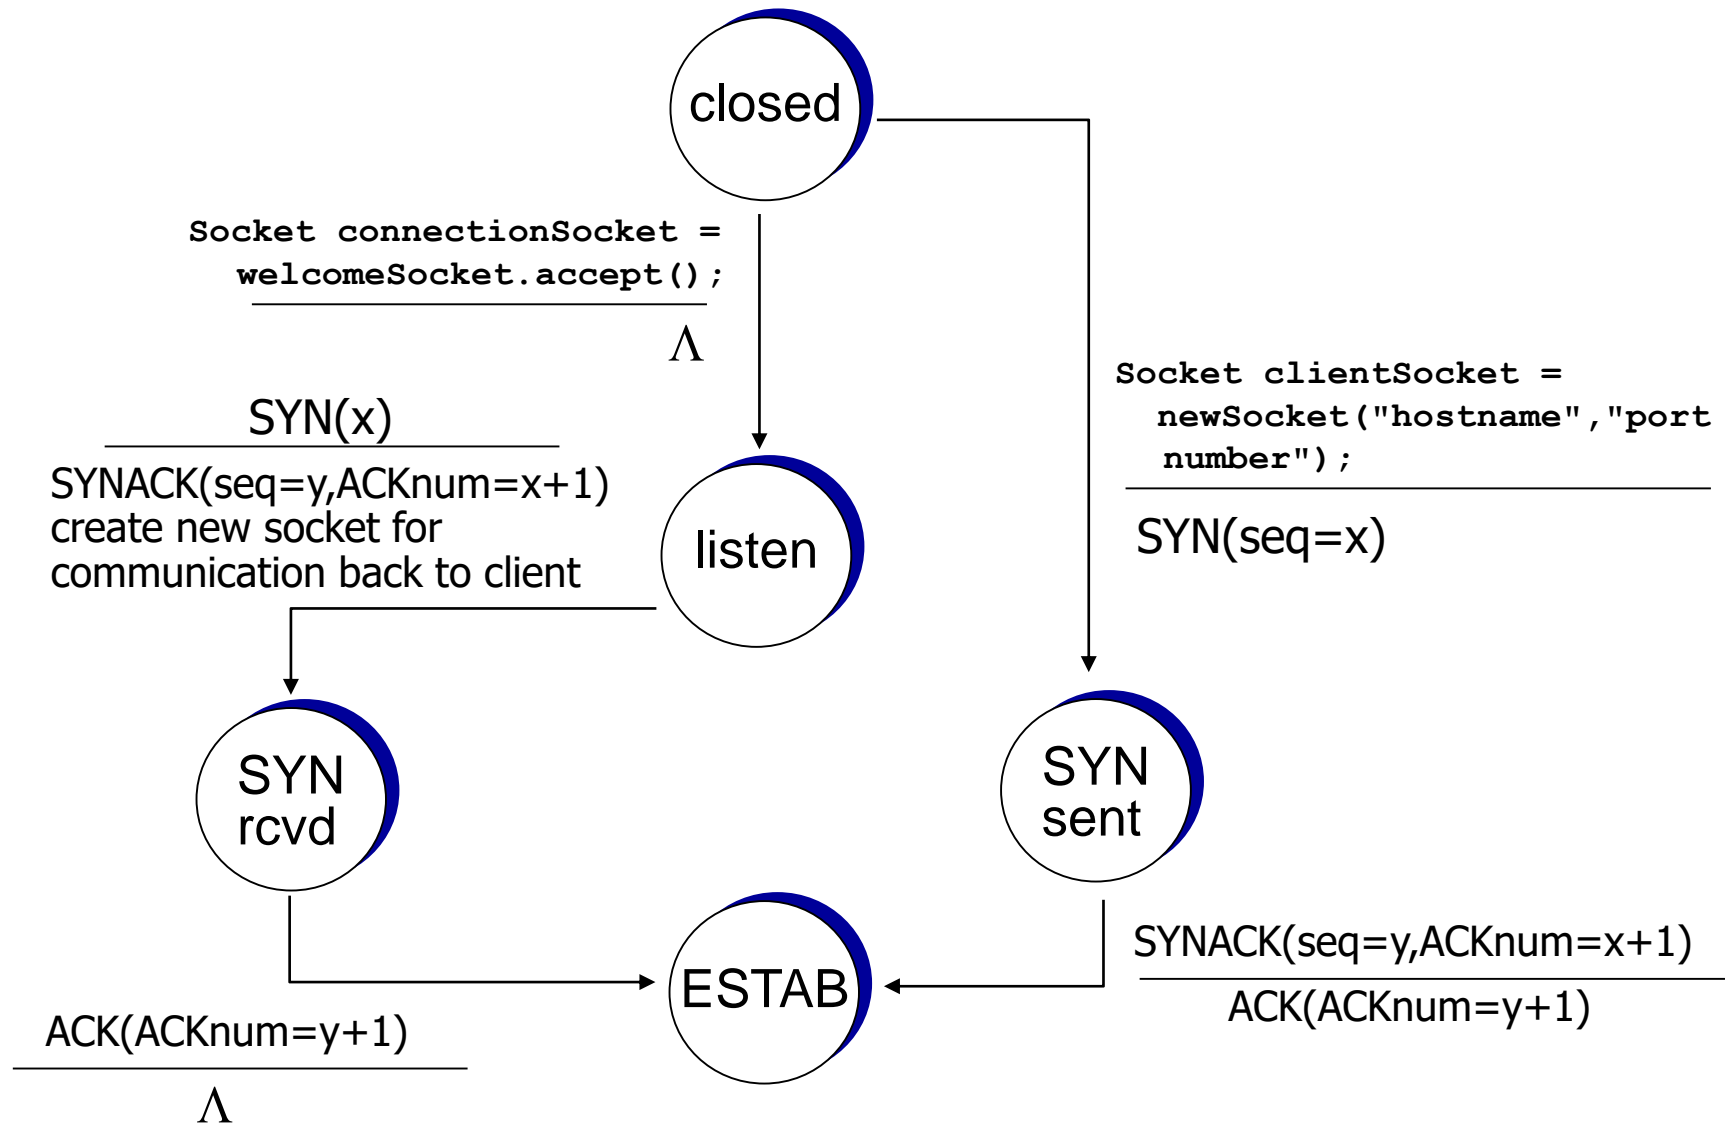 closed
Socket connectionSocket =
welcomeSocket.accept();
Λ
Socket clientSocket =
newSocket("hostname","port
number");
SYN(seq=x)
SYN(x)
SYNACK(seq=y,ACKnum=x+1)
create new socket for
communication back to client
listen
SYN
rcvd
SYN
sent
ESTAB
SYNACK(seq=y,ACKnum=x+1)
ACK(ACKnum=y+1)
ACK(ACKnum=y+1)
Λ